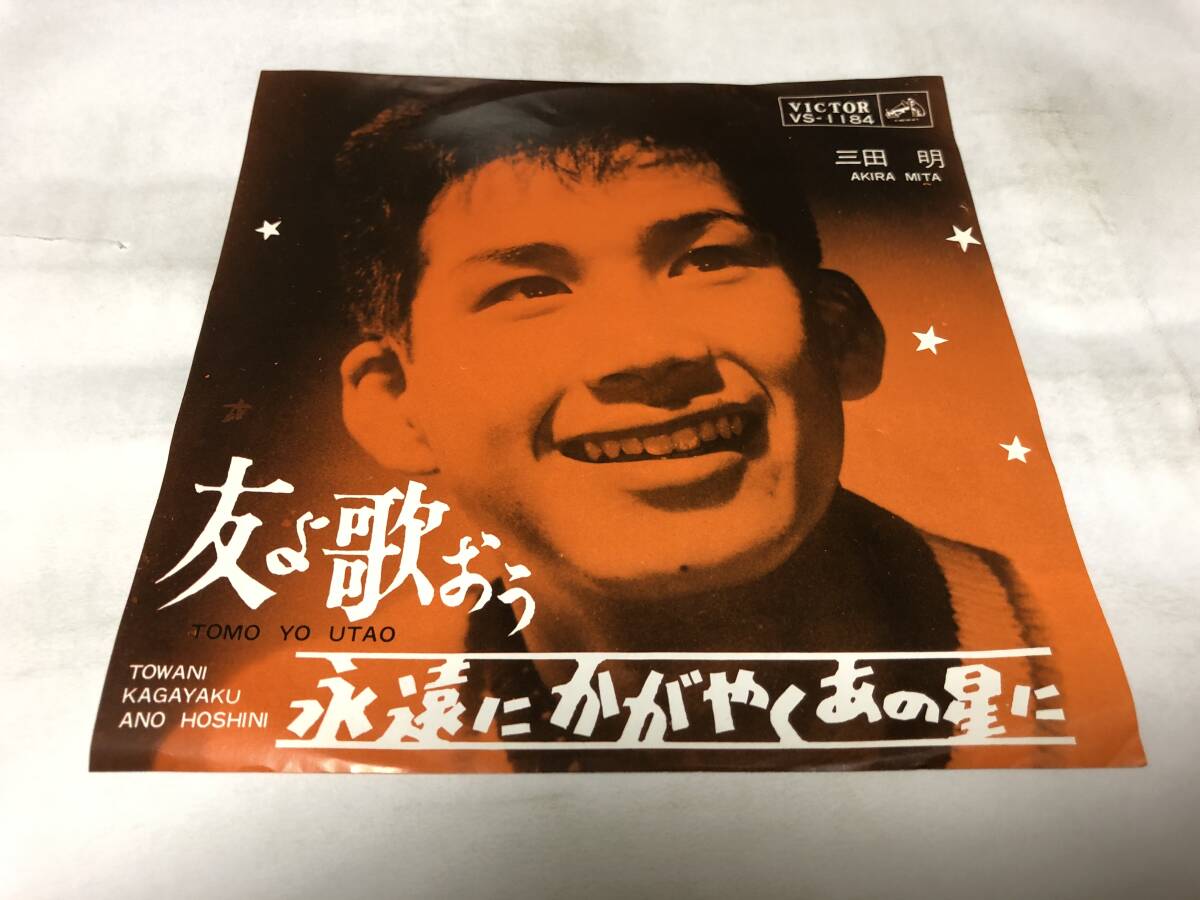 VICTOR
VS-1184
三田 明
AKIRA MITA
友よ歌おう
TOMO YO UTAO
TOWANI
KAGAYAKU
ANO HOSHINI
永遠にかがやくあの星に